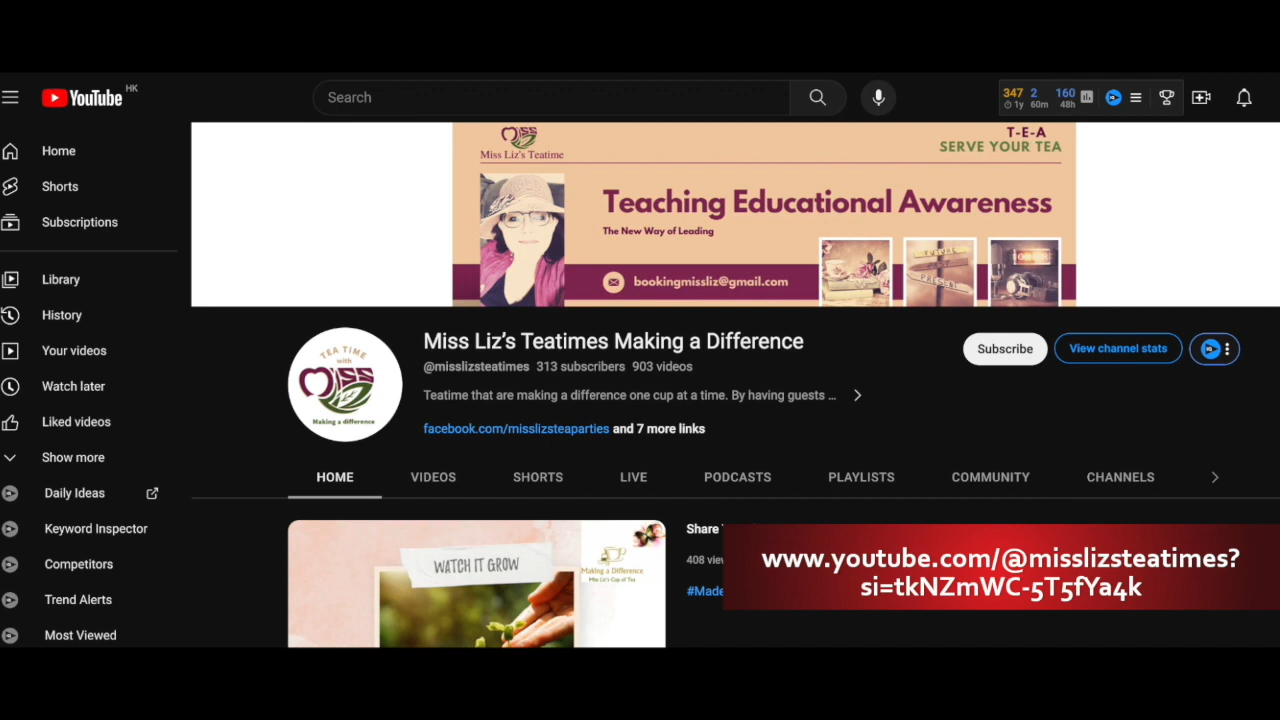 YouTube HK
Search
347 2 160
1y 60m 48h
Home
Shorts
Subscriptions
Library
History
Your videos
Watch later
Liked videos
Show more
Daily Ideas
Keyword Inspector
Competitors
Trend Alerts
Most Viewed
MISS
Miss Liz's Teatime
T-E-A
SERVE YOUR TEA
Teaching Educational Awareness
The New Way of Leading
bookingmissliz@gmail.com
PRESENT
TEA TIME
with
MISS
Making a difference
Miss Liz's Teatimes Making a Difference
@misslizsteatimes 313 subscribers 903 videos
Teatime that are making a difference one cup at a time. By having guests ...
facebook.com/misslizsteaparties and 7 more links
Subscribe
View channel stats
HOME VIDEOS SHORTS LIVE PODCASTS PLAYLISTS COMMUNITY CHANNELS
WATCH IT GROW
Making a Difference
Miss Liz's Cup of Tea
Share
408 view
#Made
www.youtube.com/@misslizsteatimes?
si=tkNZmWC-5T5fYa4k